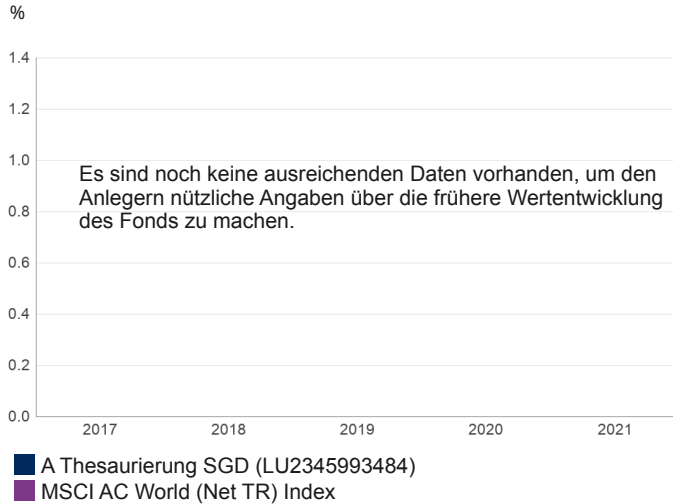 %
1.4
1.2
1.0
Es sind noch keine ausreichenden Daten vorhanden, um den
Anlegern nützliche Angaben über die frühere Wertentwicklung
0.8
des Fonds zu machen.
0.6
0.4
0.2
0.0
2017 2018 2019 2020 2021
A Thesaurierung SGD (LU2345993484)
MSCI AC World (Net TR) Index